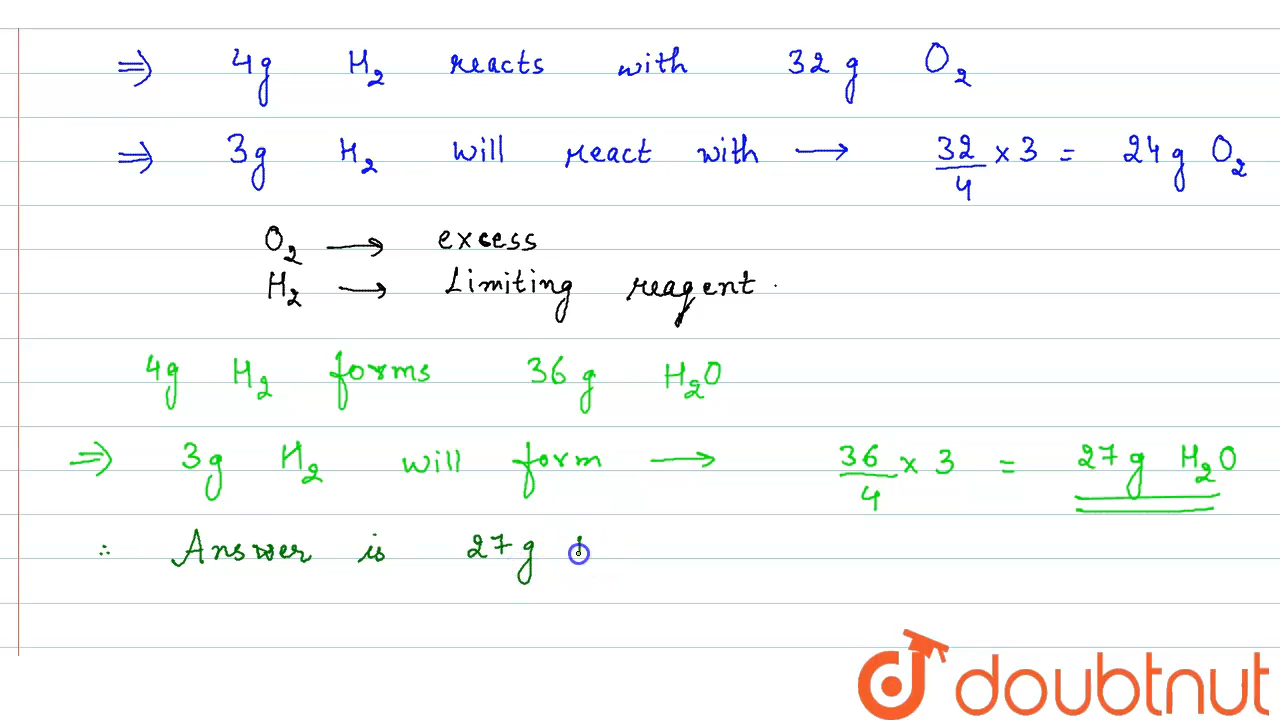 ⇒ 4g H₂ reacts with 32 g O₂
⇒ 3g H₂ will react with → 32/4 × 3 = 24 g O₂
O₂ → excess
H₂ → Limiting reagent.
4g H₂ forms 36 g H₂O
⇒ 3g H₂ will form → 36/4 × 3 = 27 g H₂O
∴ Answer is 27 g
doubtnut